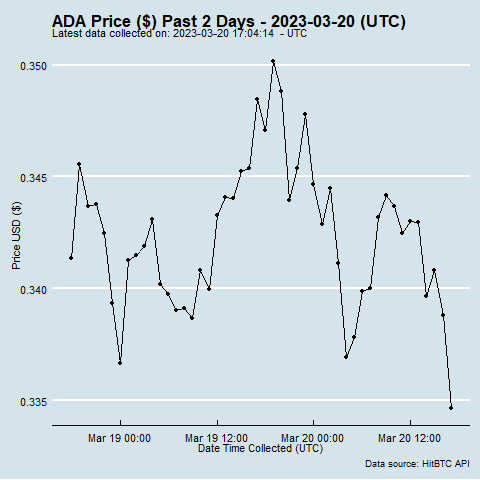 ADA Price ($) Past 2 Days - 2023-03-20 (UTC)
Latest data collected on: 2023-03-20 17:04:14 - UTC
0.350
0.345
0.340
0.335
Price USD ($)
Mar 19 00:00 Mar 19 12:00 Mar 20 00:00 Mar 20 12:00
Date Time Collected (UTC)
Data source: HitBTC API